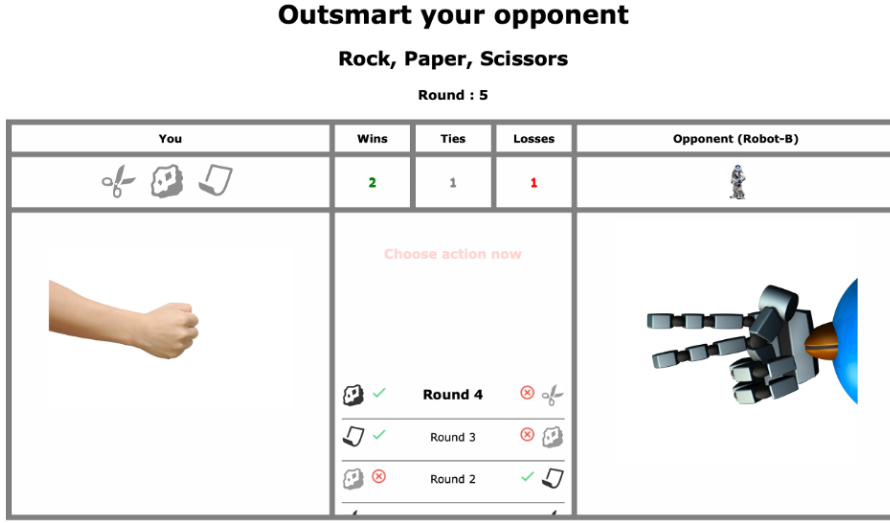 Outsmart your opponent
Rock, Paper, Scissors
Round : 5
You Wins Ties Losses Opponent (Robot-B)
2 1 1
Choose action now
Round 4
Round 3
Round 2